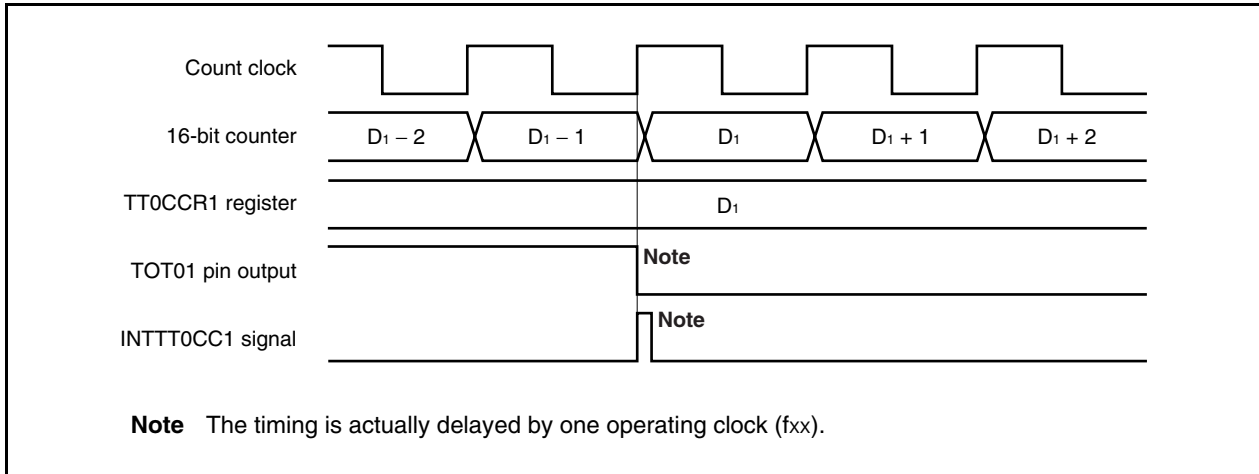 Count clock
16-bit counter
D1 − 2
D1 − 1
D1
D1 + 1
D1 + 2
TT0CCR1 register
D1
TOT01 pin output
Note
INTTT0CC1 signal
Note
Note The timing is actually delayed by one operating clock (fxx).